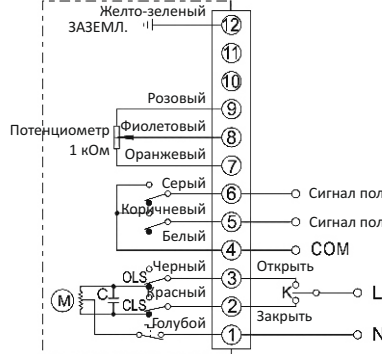 Желто-зеленый
ЗАЗЕМЛ.
12
11
10
Розовый
9
Потенциометр
1 кОм
Фиолетовый
8
Оранжевый
7
Серый
6
Сигнал пол
Коричневый
5
Сигнал пол
Белый
4
COM
Черный
3
Открыть
OLS
M
C
CLS
Красный
2
K
L
Закрыть
Голубой
1
N